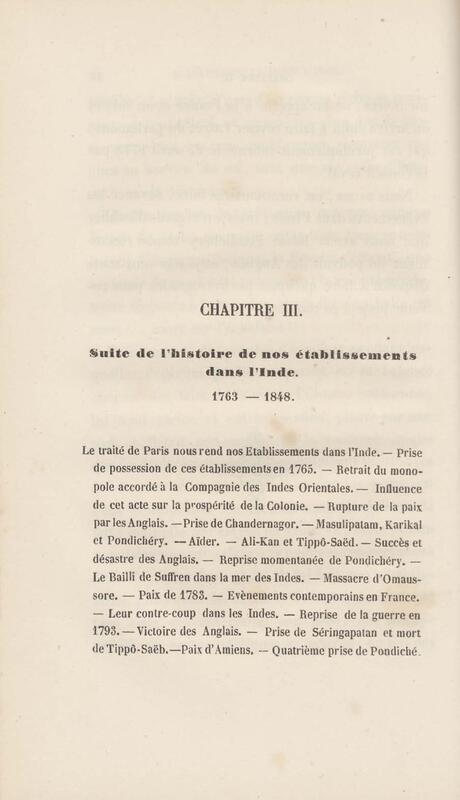 CHAPITRE III.
Suite de l'histoire de nos établissements
dans l'Inde.
1763 — 1848.
Le traité de Paris nous rend nos Etablissements dans l'Inde. — Prise
de possession de ces établissements en 1765. — Retrait du mono-
pole accordé à la Compagnie des Indes Orientales. — Influence
de cet acte sur la prospérité de la Colonie. — Rupture de la paix
par les Anglais. — Prise de Chandernagor. — Masulipatam, Karikal
et Pondichéry. — Aïder. — Ali-Kan et Tippô-Saëd. — Succès et
désastre des Anglais. — Reprise momentanée de Pondichéry. —
Le Bailli de Suffren dans la mer des Indes. — Massacre d'Omaus-
sore. — Paix de 1783. — Evènements contemporains en France.
— Leur contre-coup dans les Indes. — Reprise de la guerre en
1793. — Victoire des Anglais. — Prise de Séringapatan et mort
de Tippô-Saëb. — Paix d'Amiens. — Quatrième prise de Pondiché.